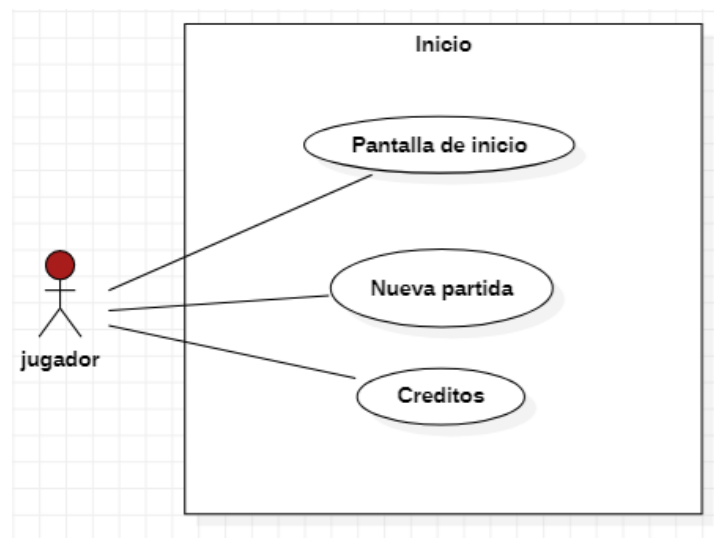 Inicio
Pantalla de inicio
Nueva partida
jugador
Creditos